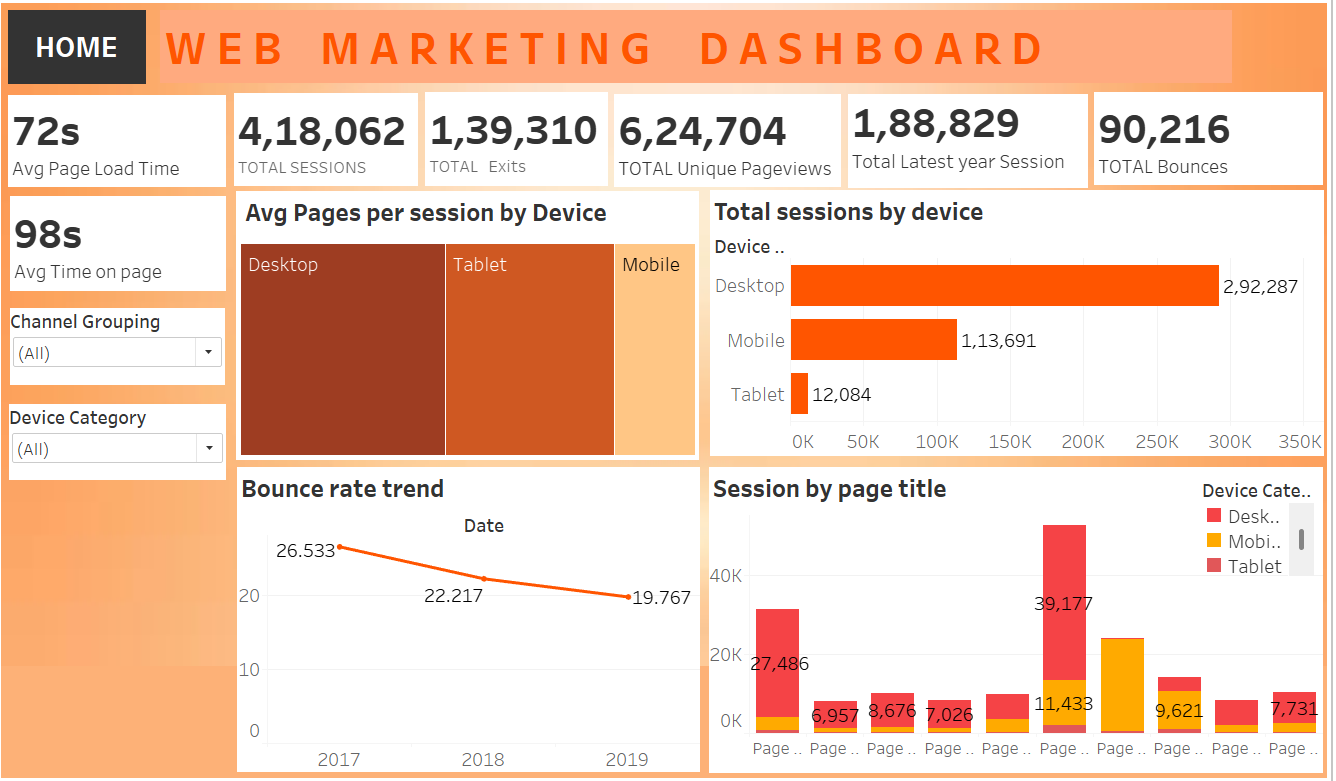 HOME
WEB MARKETING DASHBOARD
72s
Avg Page Load Time
4,18,062
TOTAL SESSIONS
1,39,310
TOTAL Exits
6,24,704
TOTAL Unique Pageviews
1,88,829
Total Latest year Session
90,216
TOTAL Bounces
98s
Avg Time on page
Channel Grouping
(All)
Device Category
(All)
Avg Pages per session by Device
Desktop
Tablet
Mobile
Total sessions by device
Device ..
Desktop
2,92,287
Mobile
1,13,691
Tablet
12,084
0K 50K 100K 150K 200K 250K 300K 350K
Bounce rate trend
Date
26.533
22.217
19.767
20
10
0
2017 2018 2019
Session by page title
Device Cate..
Desk..
Mobi..
Tablet
40K
20K
0K
39,177
27,486
11,433
6,957 8,676 7,026 9,621 7,731
Page .. Page .. Page .. Page .. Page .. Page .. Page .. Page .. Page .. Page ..